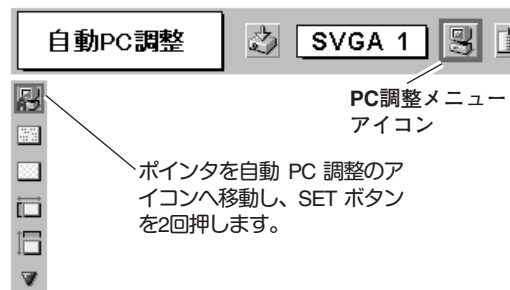 自動PC調整
SVGA 1
PC調整メニュー
アイコン
ポインタを自動 PC 調整のア
イコンへ移動し、SET ボタン
を2回押します。